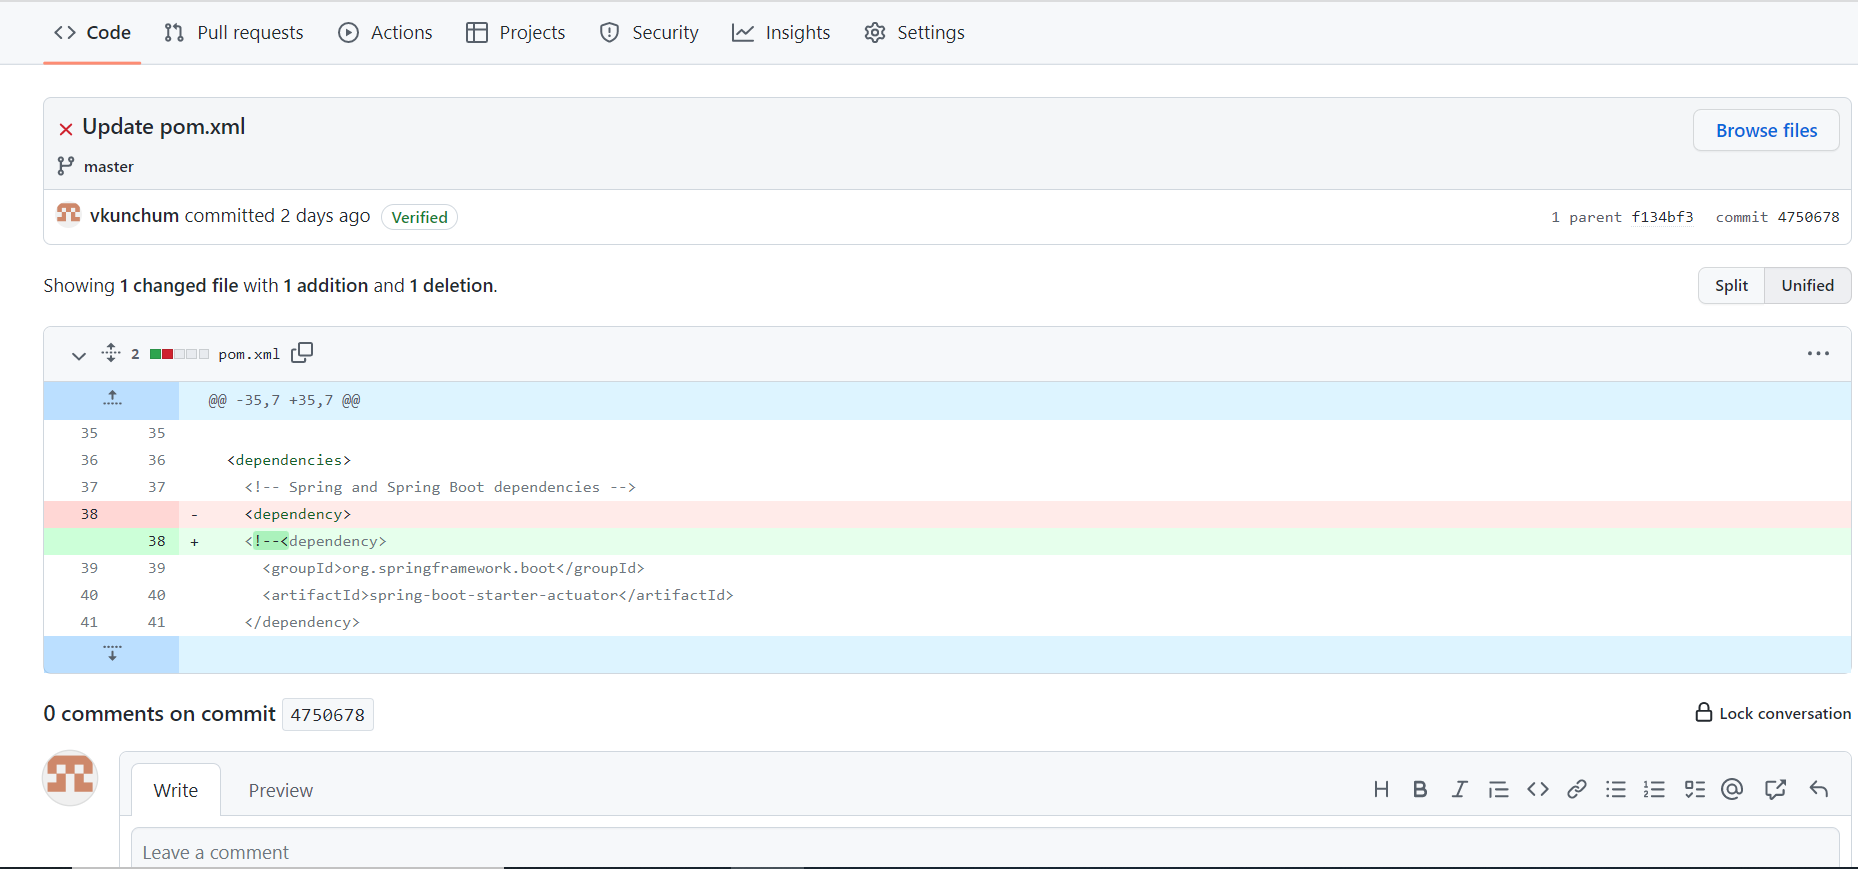 Code Pull requests Actions Projects Security Insights Settings
Update pom.xml
Browse files
master
vkunchum committed 2 days ago Verified
1 parent f134bf3 commit 4750678
Showing 1 changed file with 1 addition and 1 deletion.
Split Unified
2 pom.xml
@@ -35,7 +35,7 @@
35 35
36 36 <dependencies>
37 37 <!-- Spring and Spring Boot dependencies -->
38 - <dependency>
38 + <!--<dependency>
39 39 <groupId>org.springframework.boot</groupId>
40 40 <artifactId>spring-boot-starter-actuator</artifactId>
41 41 </dependency>
0 comments on commit 4750678
Lock conversation
Write Preview
Leave a comment